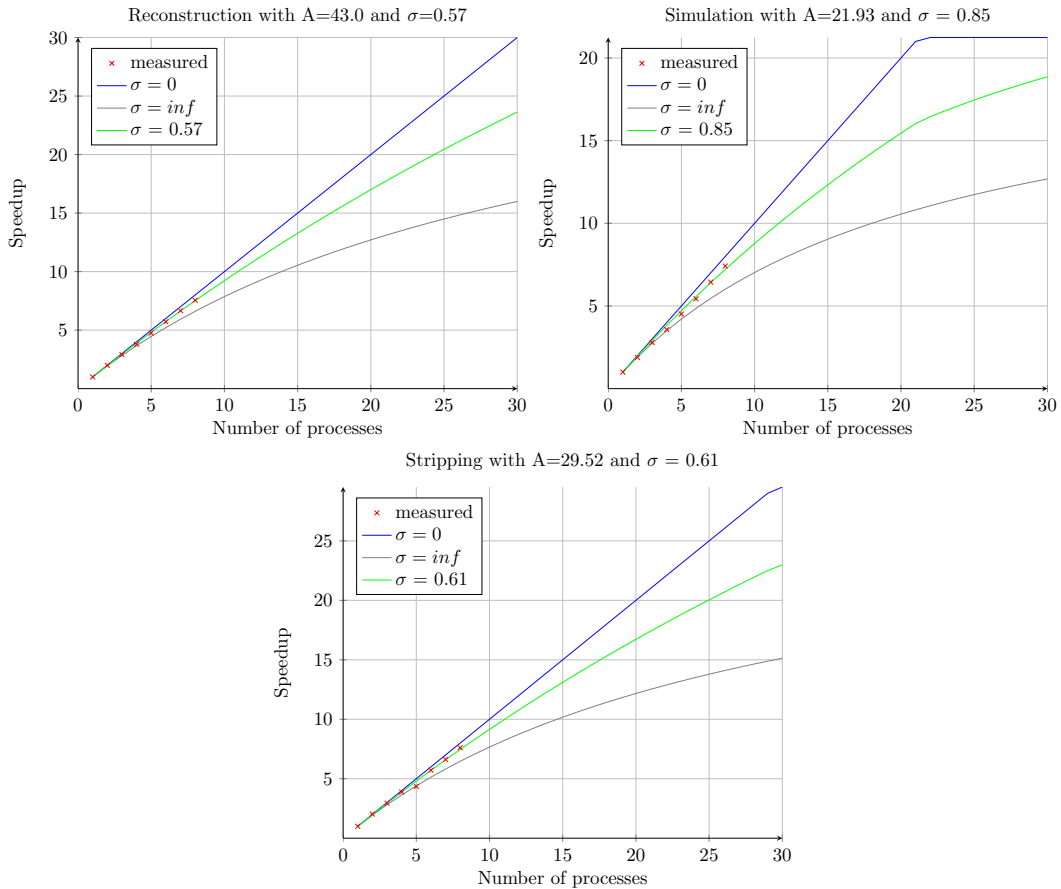 Reconstruction with A=43.0 and σ=0.57
30
25
20
15
10
5
0 5 10 15 20 25 30
Speedup
Number of processes
measured
σ = 0
σ = inf
σ = 0.57
Simulation with A=21.93 and σ = 0.85
20
15
10
5
0 5 10 15 20 25 30
Speedup
Number of processes
measured
σ = 0
σ = inf
σ = 0.85
Stripping with A=29.52 and σ = 0.61
25
20
15
10
5
0 5 10 15 20 25 30
Speedup
Number of processes
measured
σ = 0
σ = inf
σ = 0.61